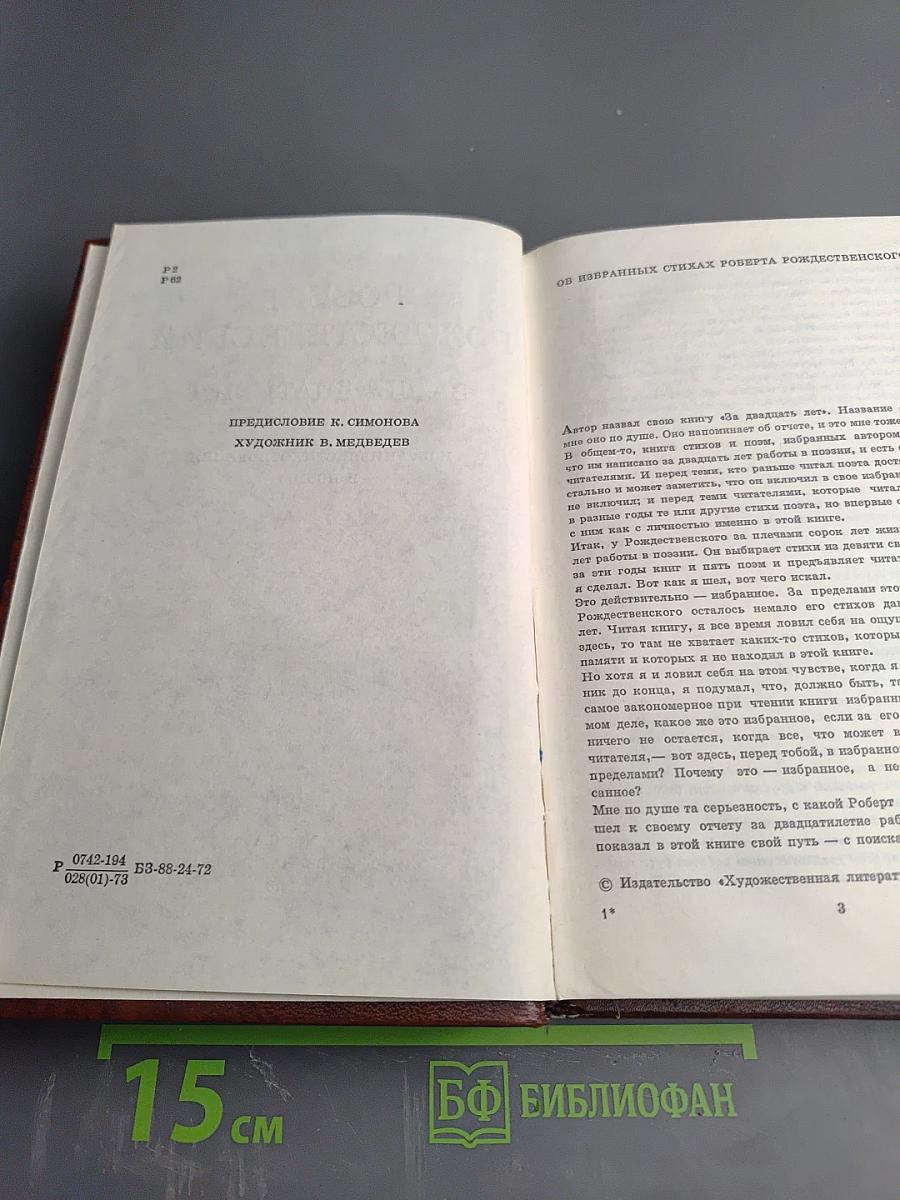 Р2
Р62
ПРЕДИСЛОВИЕ К. СИМОНОВА
ХУДОЖНИК В. МЕДВЕДЕВ
Р 0742-194
028(01)-73 БЗ-88-24-72
ОБ ИЗБРАННЫХ СТИХАХ РОБЕРТА РОЖДЕСТВЕНСКОГО
Автор назвал свою книгу «За двадцать лет». Название
мне оно по душе. Оно напоминает об отчете, и это мне тоже
В общем-то, книга стихов и поэм, избранных автором
что им написано за двадцать лет работы в поэзии, и есть
читателями. И перед теми, кто раньше читал поэта
стально и может заметить, что он включил в свое
не включил; и перед теми читателями, которые
в разные годы те или другие стихи поэта, но впервые
с ним как с личностью именно в этой книге.
Итак, у Рождественского за плечами сорок лет
лет работы в поэзии. Он выбирает стихи из девяти
за эти годы книг и пять поэм и предъявляет
я сделал. Вот как я шел, вот чего искал.
Это действительно — избранное. За пределами
Рождественского осталось немало его стихов
лет. Читая книгу, я все время ловил себя на
здесь, то там не хватает каких-то стихов,
памяти и которых я не находил в этой книге.
Но хотя я и ловил себя на этом чувстве, когда я
ник до конца, я подумал, что, должно быть,
самое закономерное при чтении книги
мом деле, какое же это избранное, если за его
ничего не остается, когда все, что может
читателя,— вот здесь, перед тобой, в
пределами? Почему это — избранное, а не
санное?
Мне по душе та серьезность, с какой Роберт
шел к своему отчету за двадцатилетие
показал в этой книге свой путь — с
© Издательство «Художественная
1*
3
15 см
БФ БИБЛИОФАН